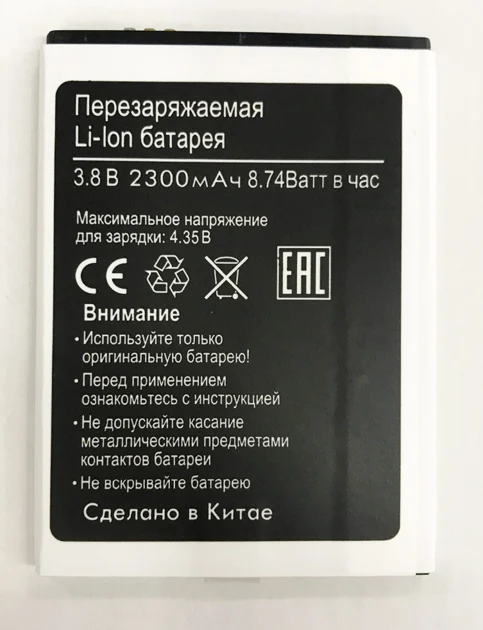 Перезаряжаемая
Li-Ion батарея
3.8 В 2300мАч 8.74Ватт в час
Максимальное напряжение
для зарядки: 4.35 В
CE EAC
Внимание
• Используйте только
оригинальную батарею!
• Перед применением
ознакомьтесь с инструкцией
• Не допускайте касание
металлическими предметами
контактов батареи
• Не вскрывайте батарею
Сделано в Китае